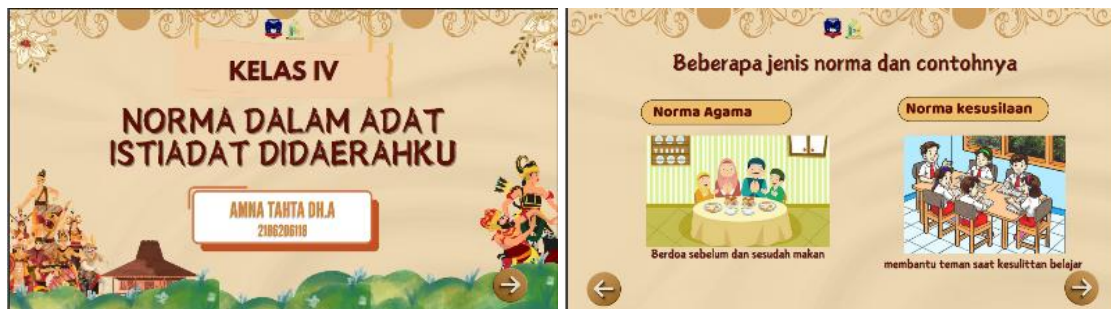 KELAS IV
NORMA DALAM ADAT
ISTIADAT DIDAERAHKU
AMNA TAHTA DH.A
2186206118
Beberapa jenis norma dan contohnya
Norma Agama
Berdoa sebelum dan sesudah makan
Norma kesusilaan
membantu teman saat kesulittan belajar